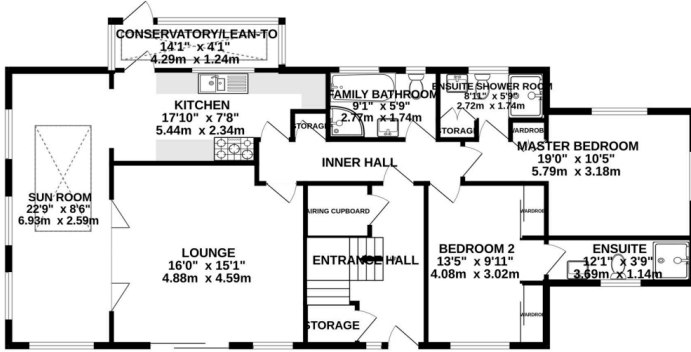 CONSERVATORY/LEAN-TO
14'1" x 4'1"
4.29m x 1.24m
KITCHEN
17'10" x 7'8"
5.44m x 2.34m
STORAGE
FAMILY BATHROOM
9'1" x 5'9"
2.77m x 1.74m
ENSUITE SHOWER ROOM
8'11" x 5'9"
2.72m x 1.74m
STORAGE
WARDROBE
MASTER BEDROOM
19'0" x 10'5"
5.79m x 3.18m
INNER HALL
SUN ROOM
22'9" x 8'6"
6.93m x 2.59m
LOUNGE
16'0" x 15'1"
4.88m x 4.59m
AIRING CUPBOARD
ENTRANCE HALL
STORAGE
WARDROBE
BEDROOM 2
13'5" x 9'11"
4.08m x 3.02m
WARDROBE
ENSUITE
12'1" x 3'9"
3.69m x 1.14m